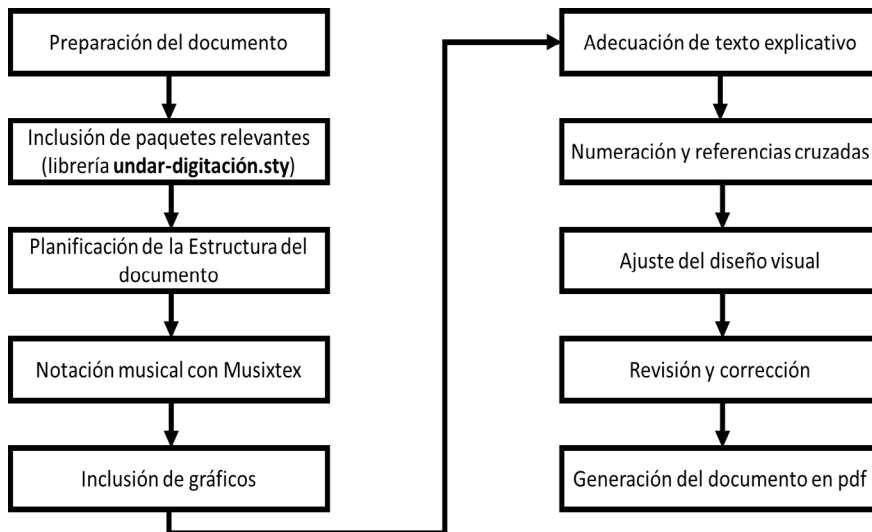 Preparación del documento
Inclusión de paquetes relevantes
(librería undar-digitación.sty)
Planificación de la Estructura del
documento
Notación musical con Musixtex
Inclusión de gráficos
Adecuación de texto explicativo
Numeración y referencias cruzadas
Ajuste del diseño visual
Revisión y corrección
Generación del documento en pdf